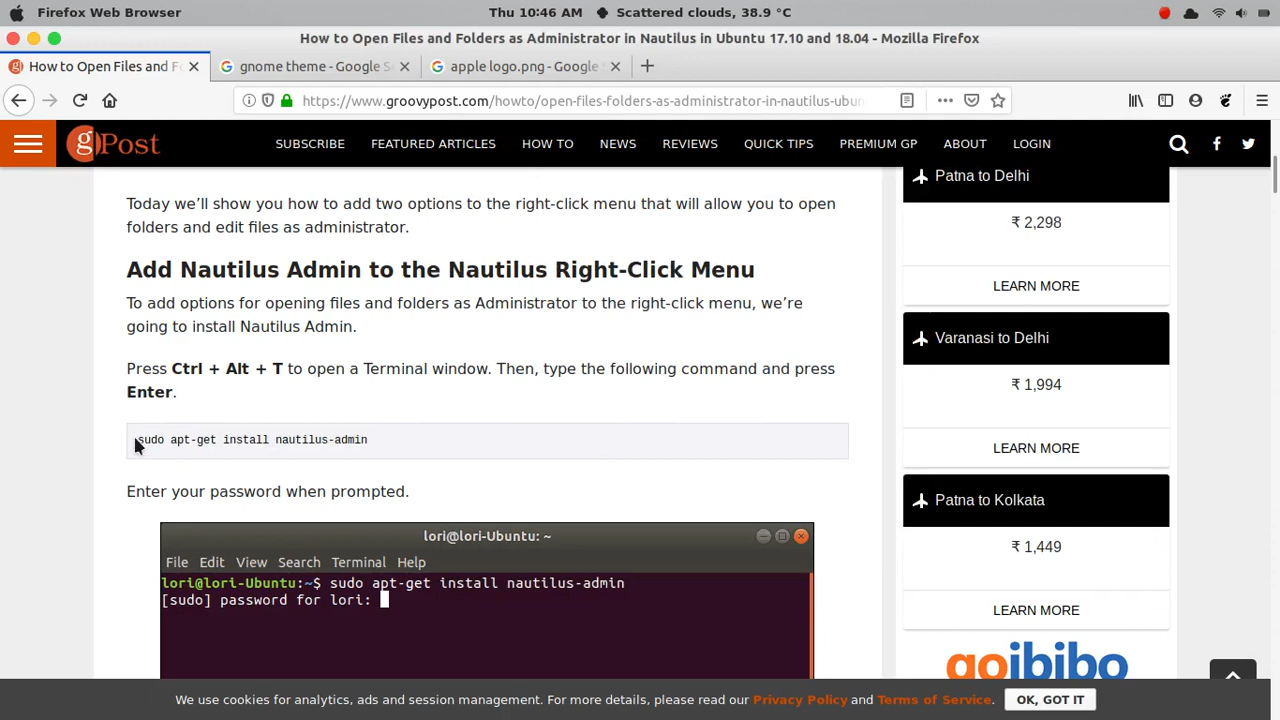 Firefox Web Browser Thu 10:46 AM Scattered clouds, 38.9 °C
How to Open Files and Folders as Administrator in Nautilus in Ubuntu 17.10 and 18.04 - Mozilla Firefox
How to Open Files and F gnome theme - Google S apple logo.png - Google
https://www.groovypost.com/howto/open-files-folders-as-administrator-in-nautilus-ubun
gPost SUBSCRIBE FEATURED ARTICLES HOW TO NEWS REVIEWS QUICK TIPS PREMIUM GP ABOUT LOGIN
Today we’ll show you how to add two options to the right-click menu that will allow you to open
folders and edit files as administrator.
Add Nautilus Admin to the Nautilus Right-Click Menu
To add options for opening files and folders as Administrator to the right-click menu, we’re
going to install Nautilus Admin.
Press Ctrl + Alt + T to open a Terminal window. Then, type the following command and press
Enter.
sudo apt-get install nautilus-admin
Enter your password when prompted.
lori@lori-Ubuntu: ~
File Edit View Search Terminal Help
lori@lori-Ubuntu:~$ sudo apt-get install nautilus-admin
[sudo] password for lori:
Patna to Delhi
₹ 2,298
LEARN MORE
Varanasi to Delhi
₹ 1,994
LEARN MORE
Patna to Kolkata
₹ 1,449
LEARN MORE
goibibo
We use cookies for analytics, ads and session management. For more details, please read our Privacy Policy and Terms of Service. OK, GOT IT